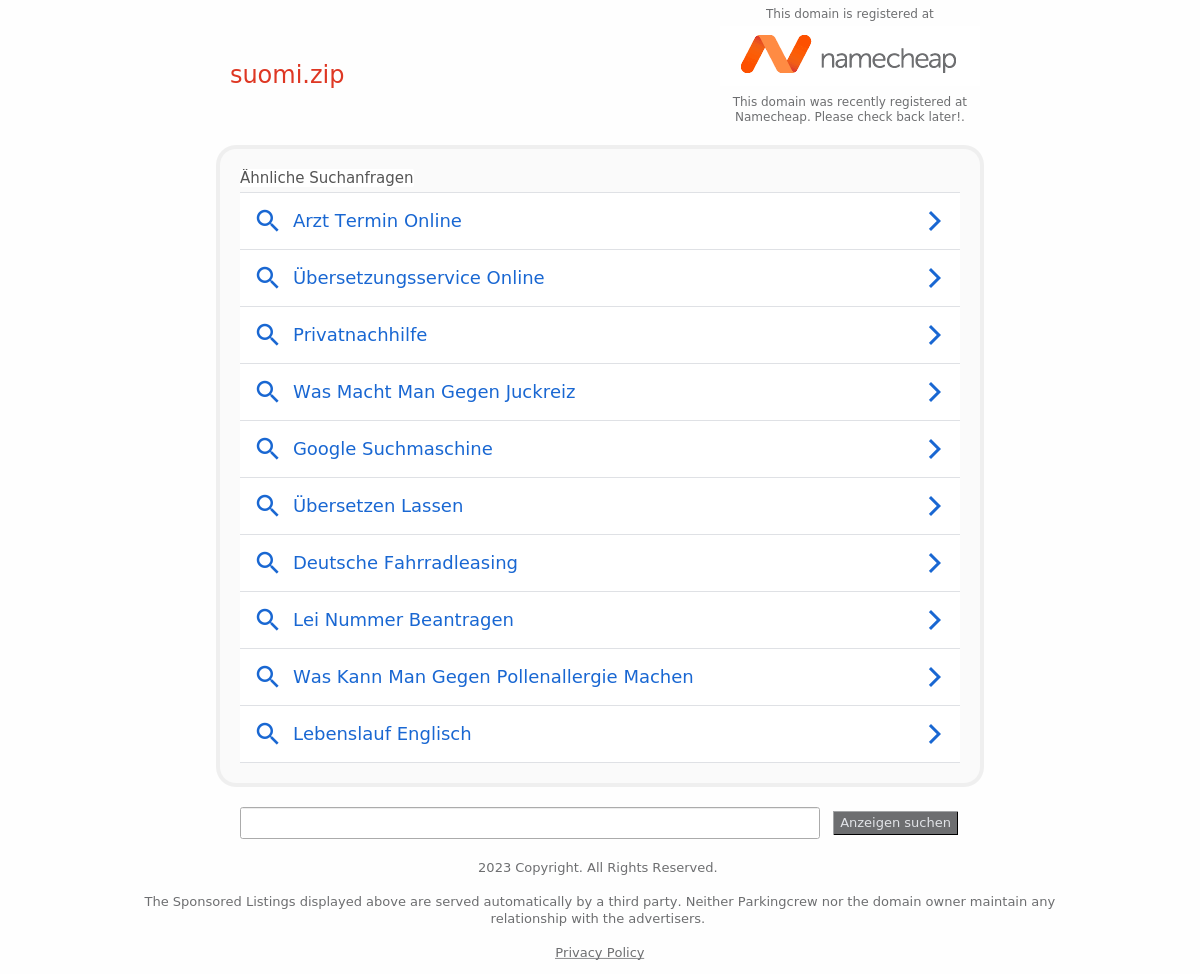 This domain is registered at
suomi.zip
namecheap
This domain was recently registered at
Namecheap. Please check back later!.
Ähnliche Suchanfragen
Arzt Termin Online
Übersetzungsservice Online
Privatnachhilfe
Was Macht Man Gegen Juckreiz
Google Suchmaschine
Übersetzen Lassen
Deutsche Fahrradleasing
Lei Nummer Beantragen
Was Kann Man Gegen Pollenallergie Machen
Lebenslauf Englisch
Anzeigen suchen
2023 Copyright. All Rights Reserved.
The Sponsored Listings displayed above are served automatically by a third party. Neither Parkingcrew nor the domain owner maintain any
relationship with the advertisers.
Privacy Policy